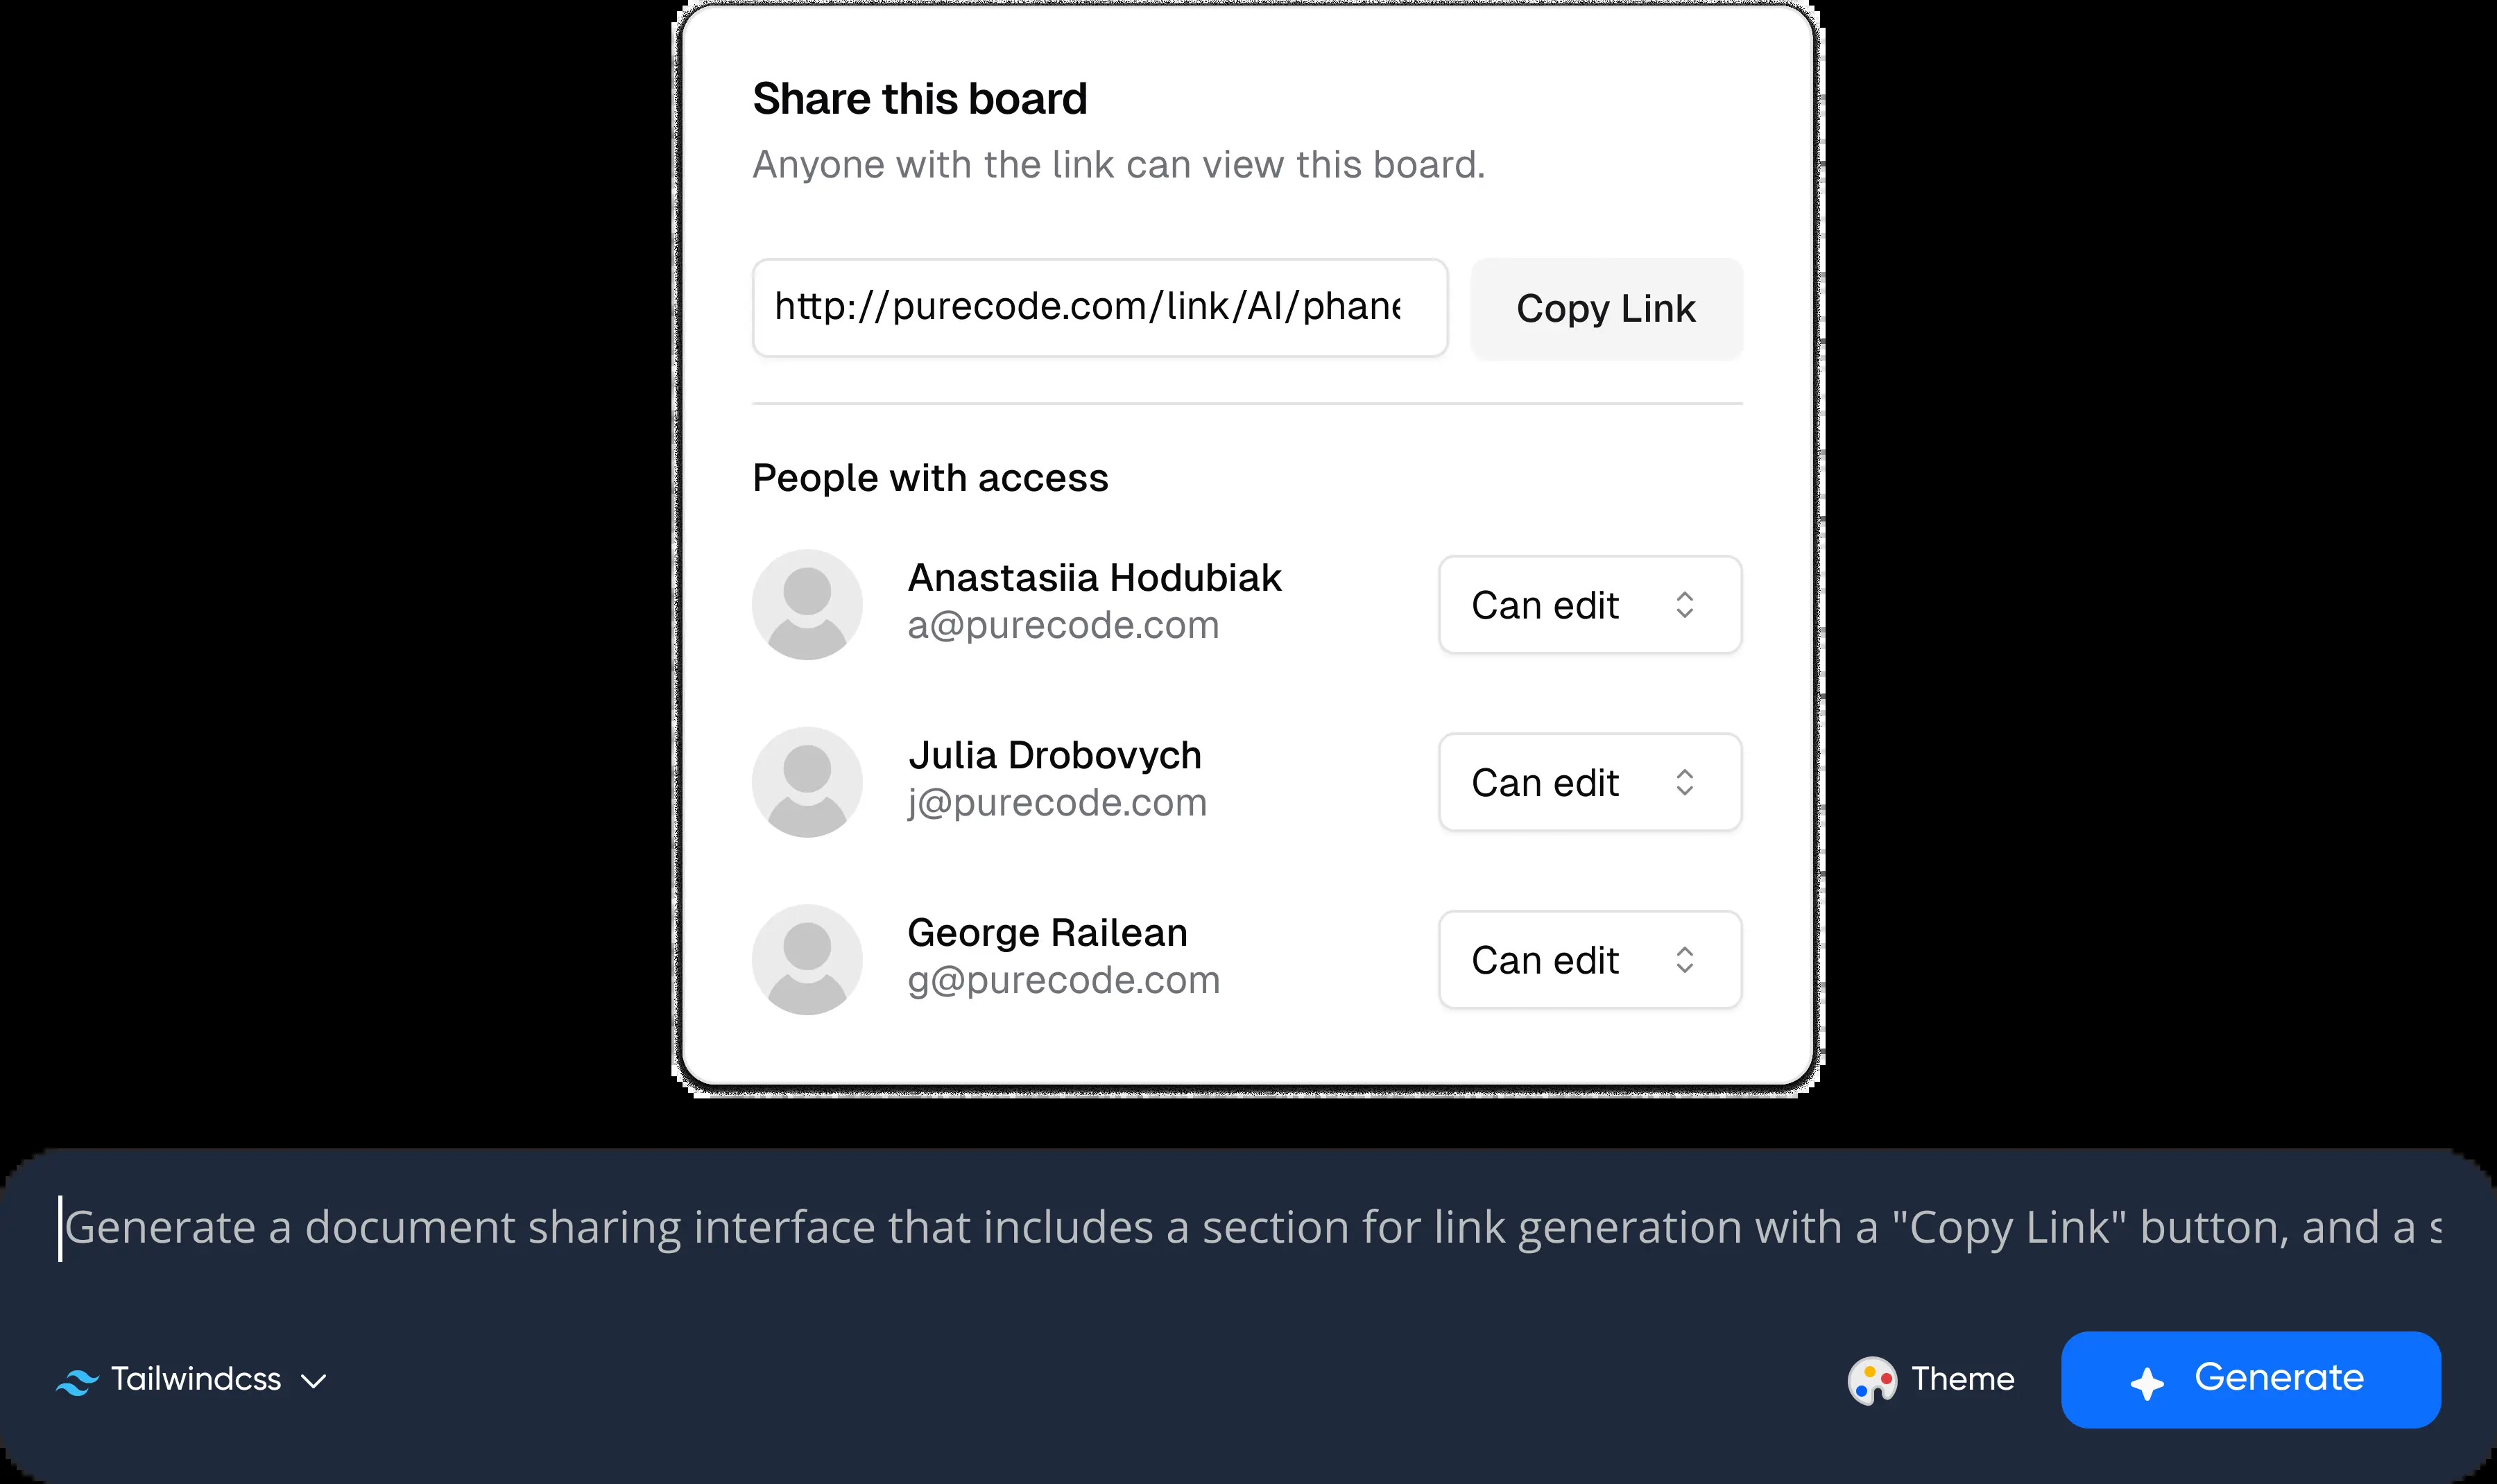 Share this board
Anyone with the link can view this board.
http://purecode.com/link/AI/phane
Copy Link
People with access
Anastasiia Hodubiak
a@purecode.com
Can edit
Julia Drobovych
j@purecode.com
Can edit
George Railean
g@purecode.com
Can edit
Generate a document sharing interface that includes a section for link generation with a "Copy Link" button, and a s
Tailwindcss
Theme
Generate